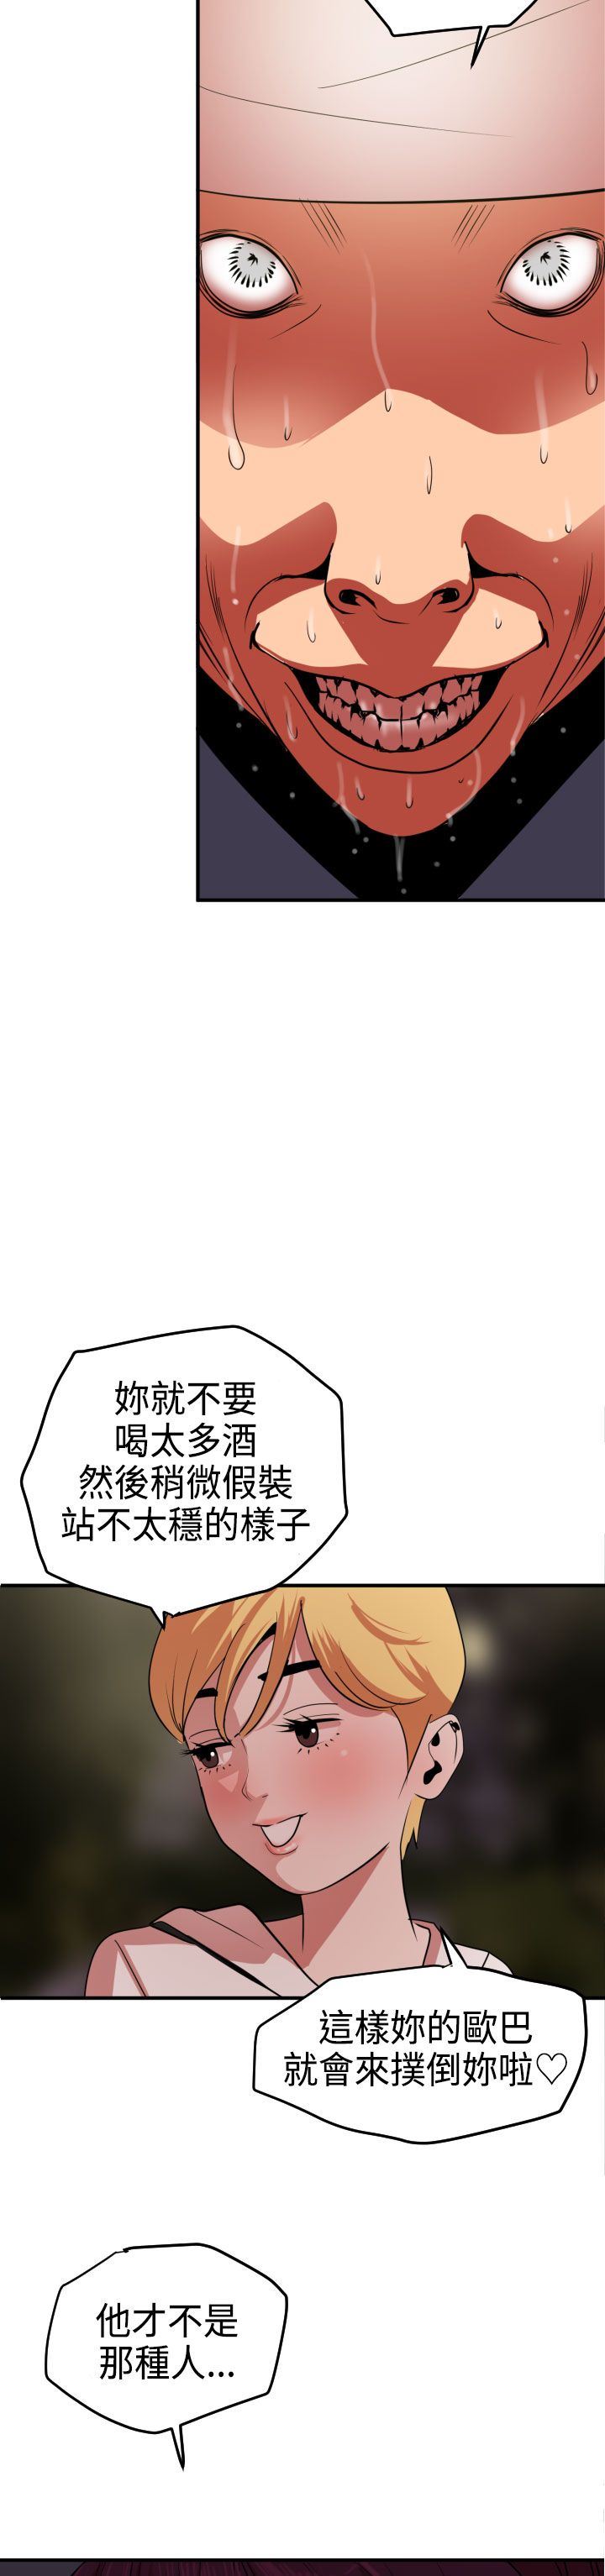 妳就不要
喝太多酒
然後稍微假裝
站不太穩的樣子
這樣妳的歐巴
就會來撲倒妳啦♡
他才不是
那種人...